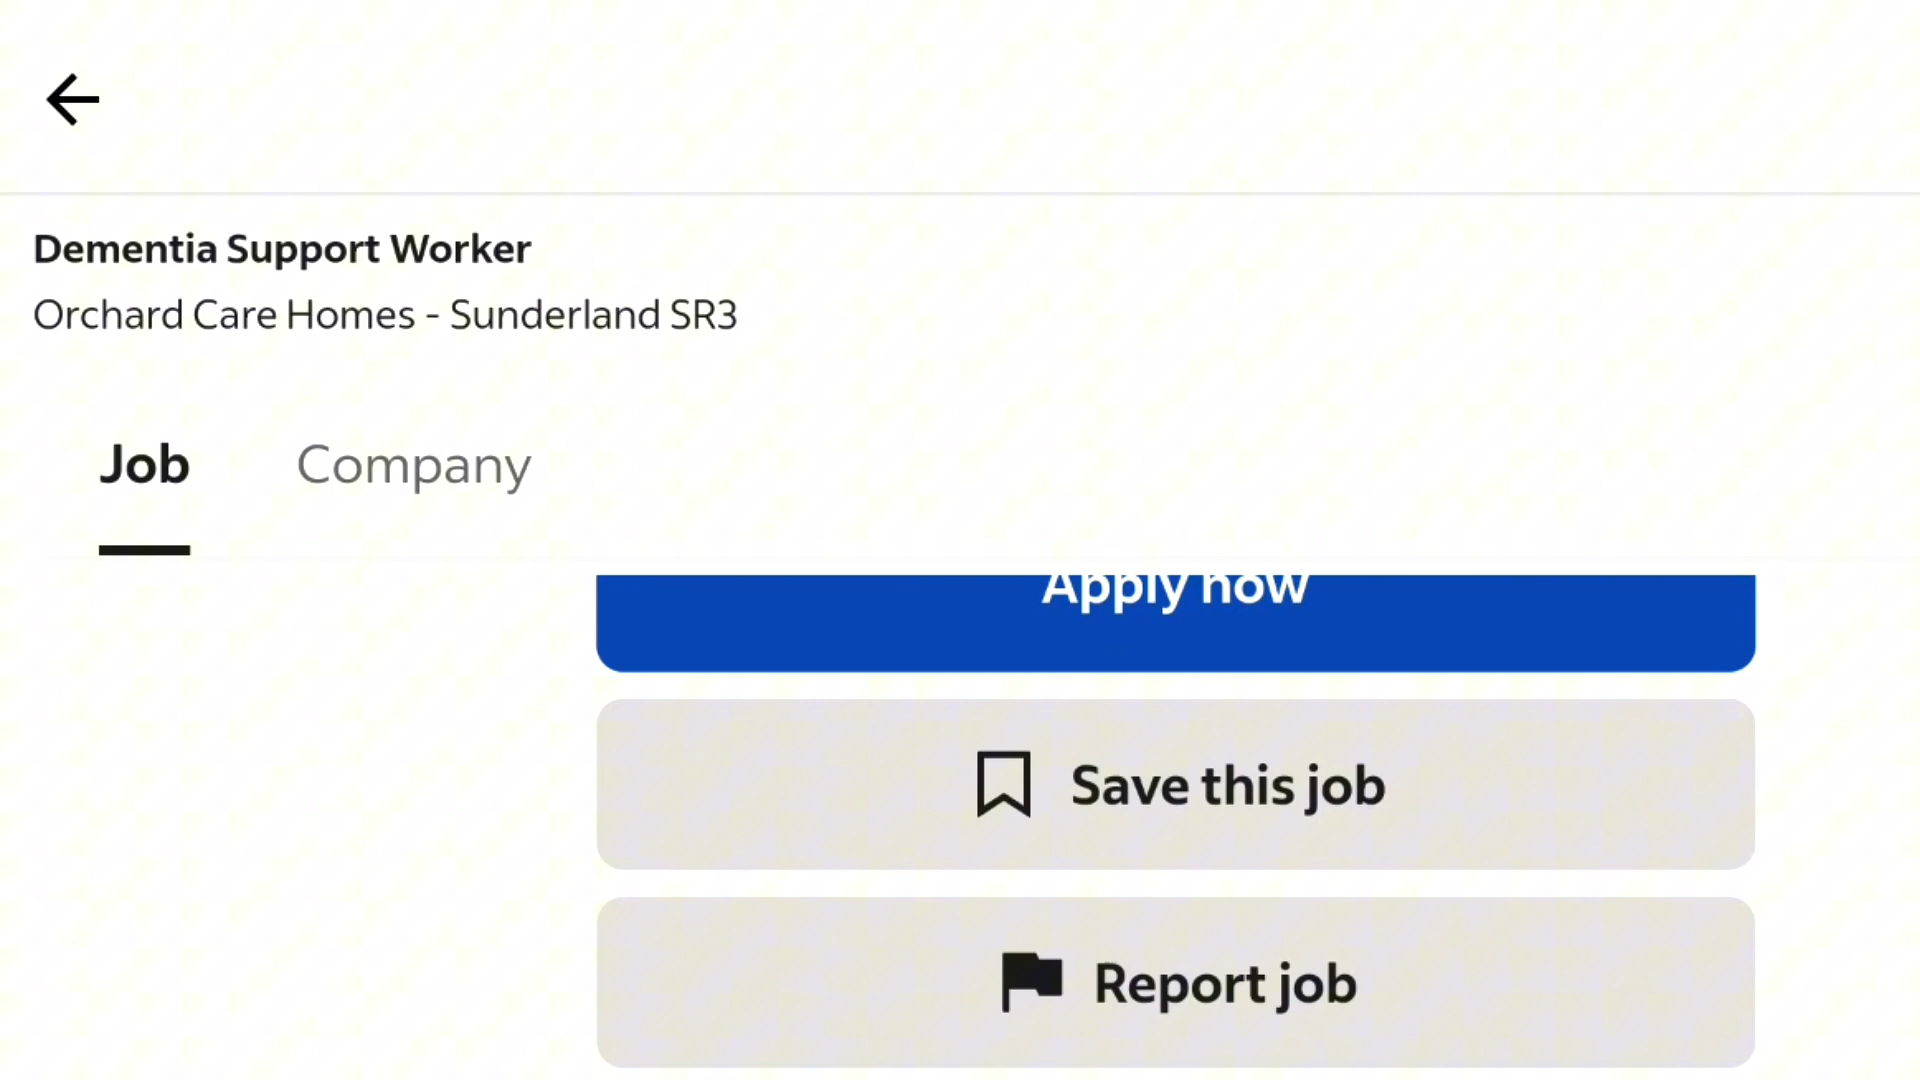 Dementia Support Worker
Orchard Care Homes - Sunderland SR3
Job Company
Apply now
Save this job
Report job